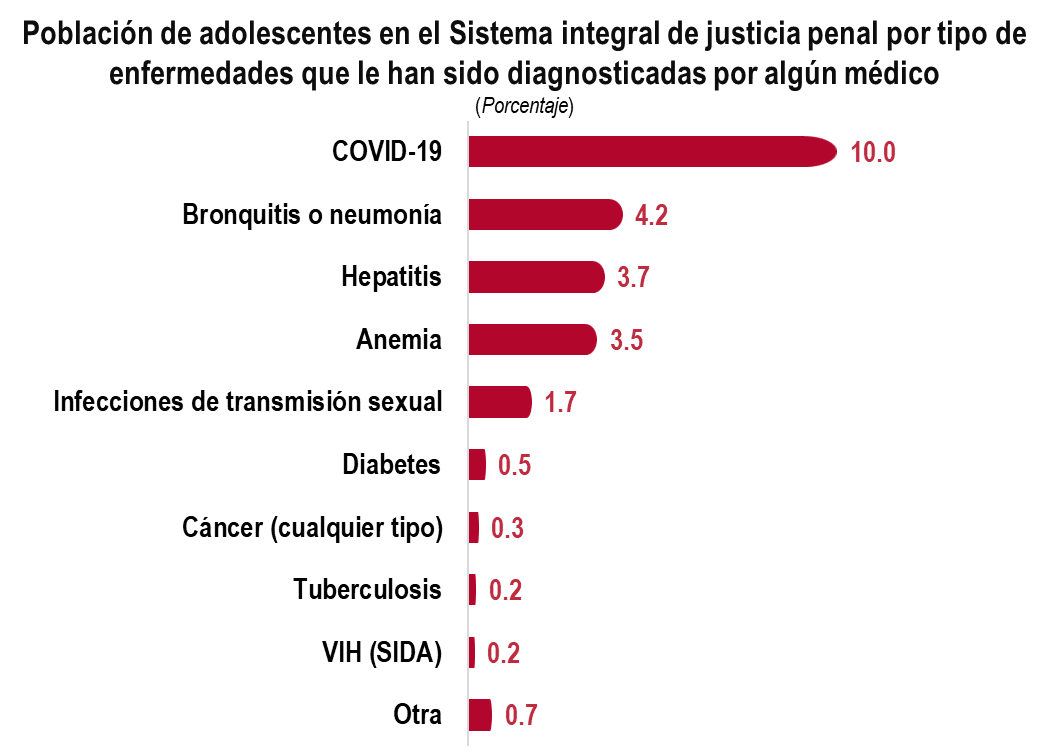 Población de adolescentes en el Sistema integral de justicia penal por tipo de
enfermedades que le han sido diagnosticadas por algún médico
(Porcentaje)
COVID-19 10.0
Bronquitis o neumonía 4.2
Hepatitis 3.7
Anemia 3.5
Infecciones de transmisión sexual 1.7
Diabetes 0.5
Cáncer (cualquier tipo) 0.3
Tuberculosis 0.2
VIH (SIDA) 0.2
Otra 0.7